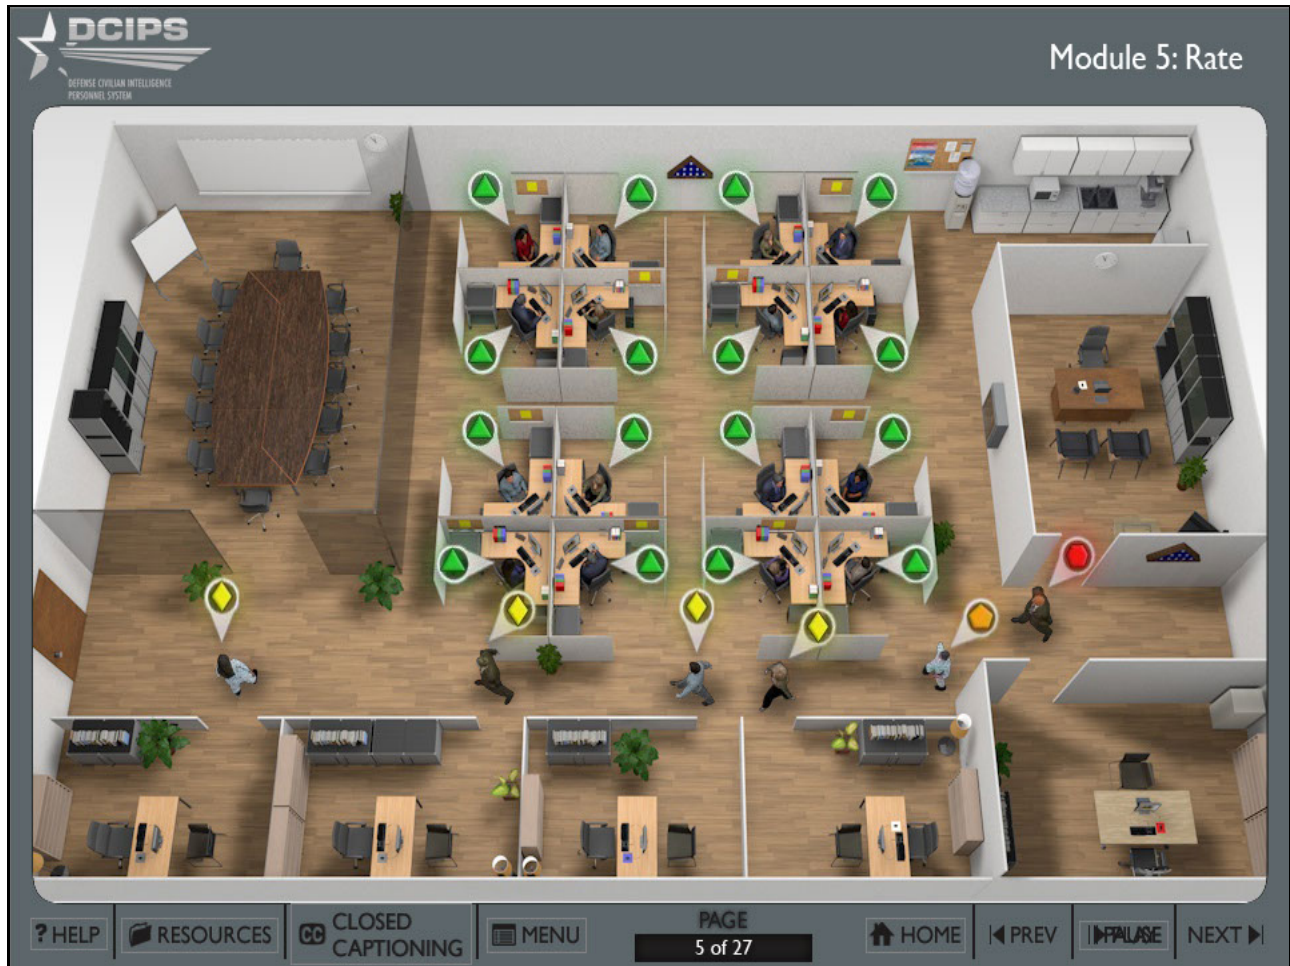 DCIPS
DEFENSE CIVILIAN INTELLIGENCE
PERSONNEL SYSTEM
Module 5: Rate
? HELP
RESOURCES
CC CLOSED
CAPTIONING
MENU
PAGE
5 of 27
HOME
PREV
NEXT